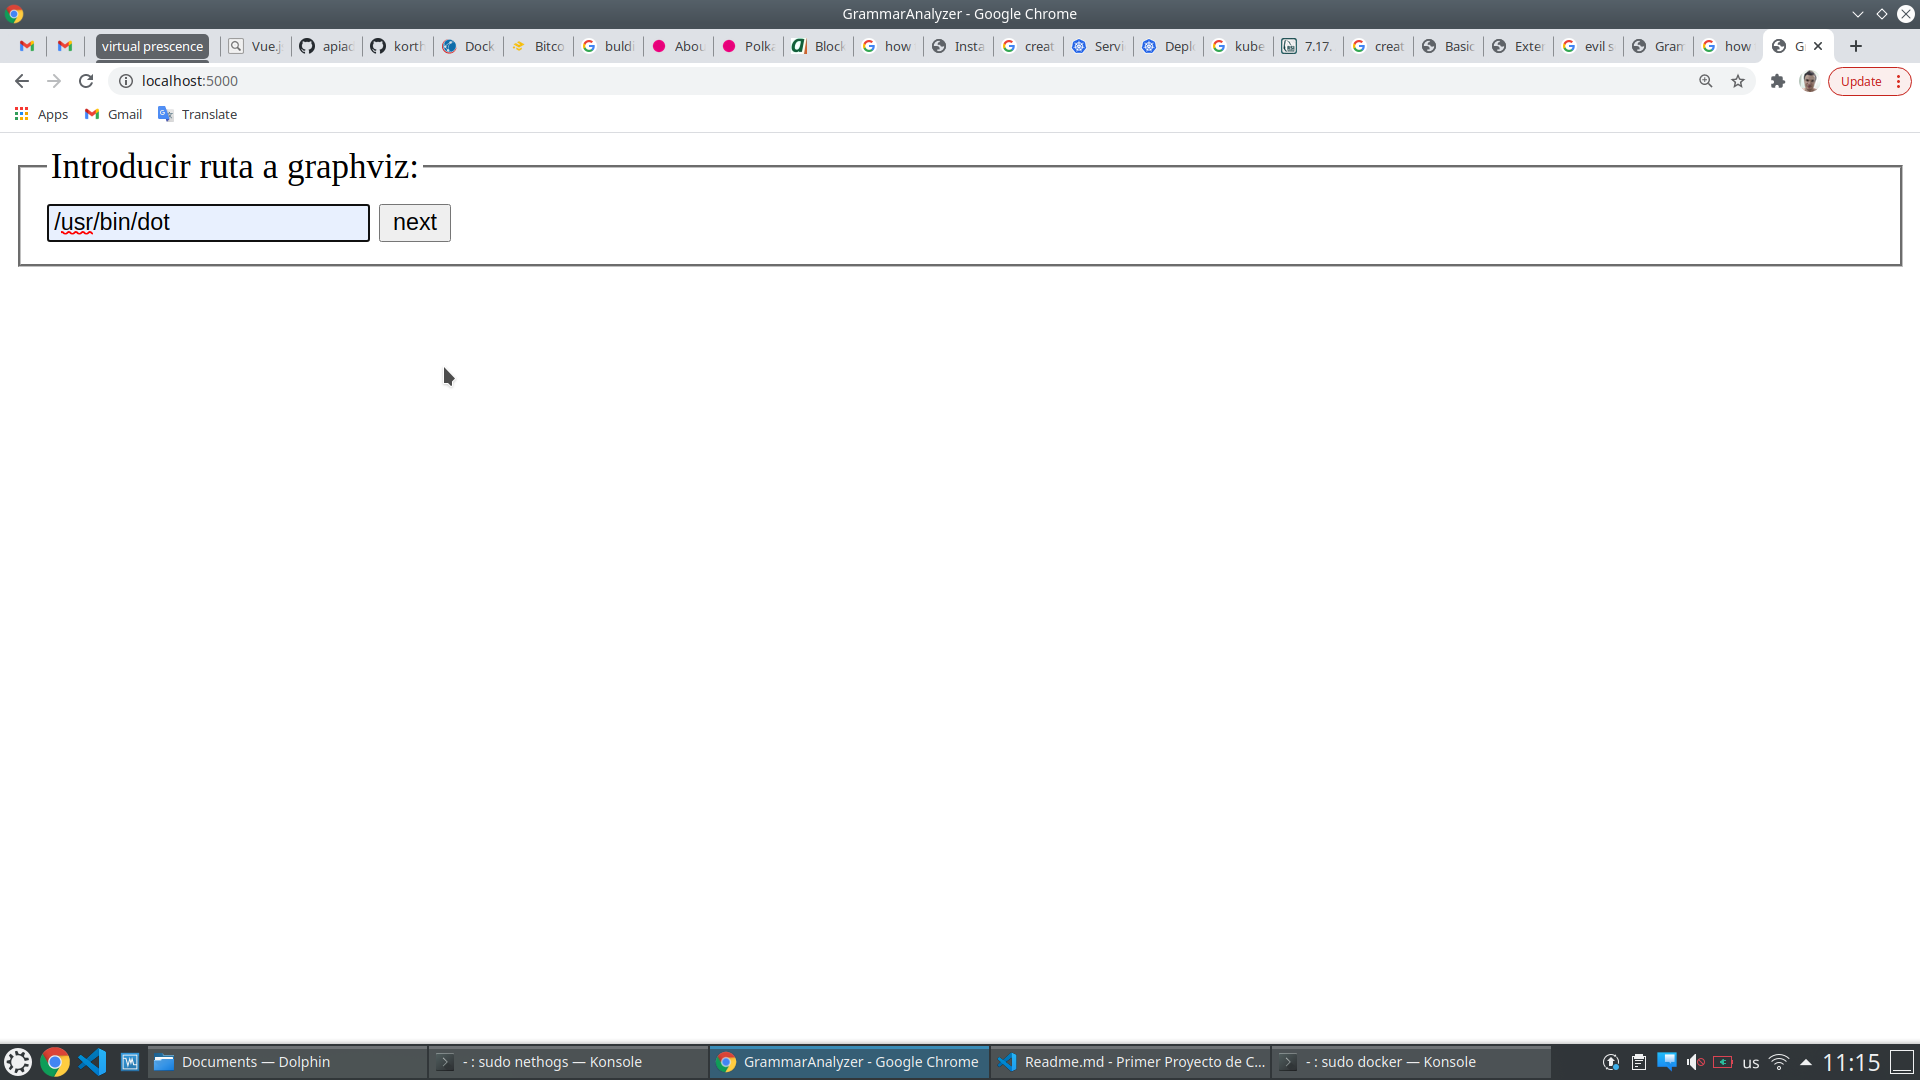 GrammarAnalyzer - Google Chrome
virtual prescence
Vue.j
apiac
korth
Dock
Bitco
buldi
Abou
Polka
Block
how
Insta
creat
Servi
Depl
kube
7.17.
creat
Basic
Exter
evil s
Gram
how
G
localhost:5000
Update
Apps
Gmail
Translate
Introducir ruta a graphviz:
/usr/bin/dot
next
Documents — Dolphin
- : sudo nethogs — Konsole
GrammarAnalyzer - Google Chrome
Readme.md - Primer Proyecto de C...
- : sudo docker — Konsole
us
11:15